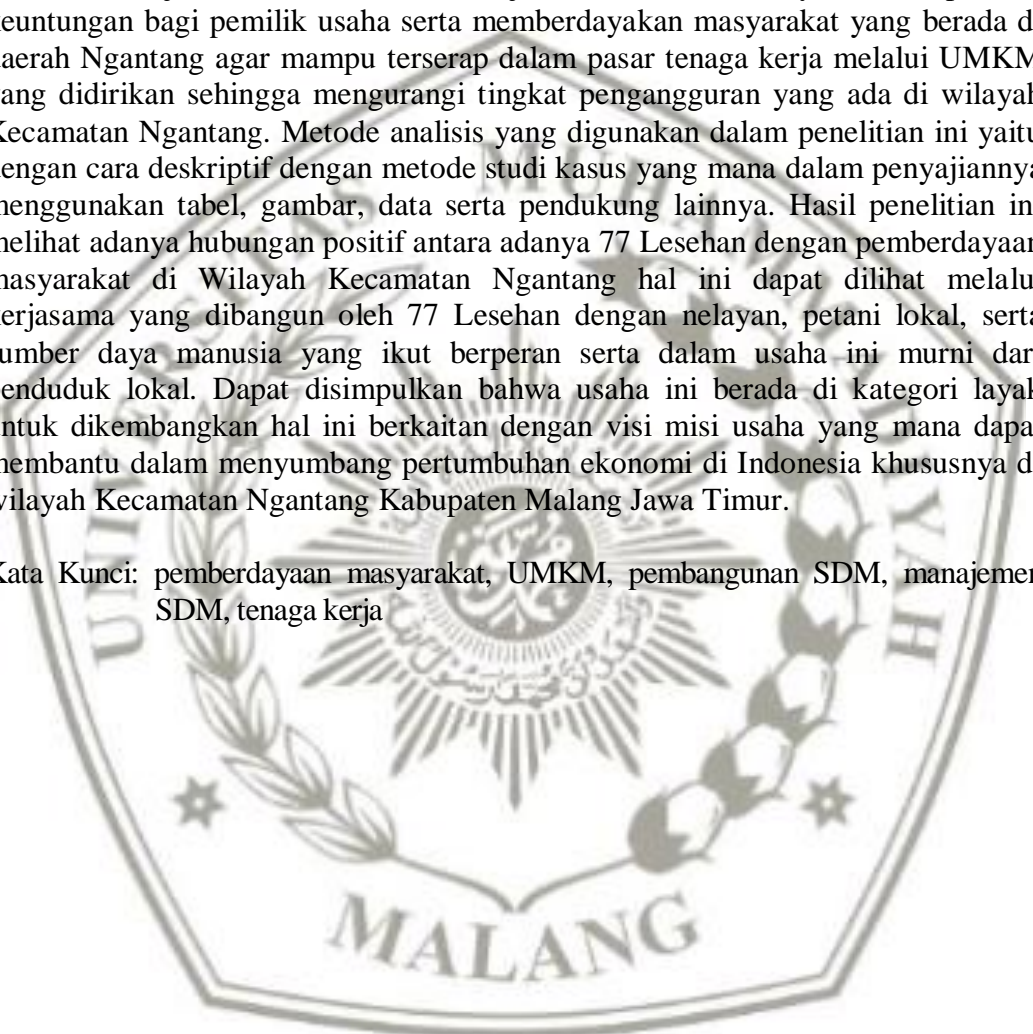 keuntungan bagi pemilik usaha serta memberdayakan masyarakat yang berada di
daerah Ngantang agar mampu terserap dalam pasar tenaga kerja melalui UMKM
yang didirikan sehingga mengurangi tingkat pengangguran yang ada di wilayah
Kecamatan Ngantang. Metode analisis yang digunakan dalam penelitian ini yaitu
dengan cara deskriptif dengan metode studi kasus yang mana dalam penyajiannya
menggunakan tabel, gambar, data serta pendukung lainnya. Hasil penelitian ini
melihat adanya hubungan positif antara adanya 77 Lesehan dengan pemberdayaan
masyarakat di Wilayah Kecamatan Ngantang hal ini dapat dilihat melalui
kerjasama yang dibangun oleh 77 Lesehan dengan nelayan, petani lokal, serta
sumber daya manusia yang ikut berperan serta dalam usaha ini murni dari
penduduk lokal. Dapat disimpulkan bahwa usaha ini berada di kategori layak
untuk dikembangkan hal ini berkaitan dengan visi misi usaha yang mana dapat
membantu dalam menyumbang pertumbuhan ekonomi di Indonesia khususnya di
wilayah Kecamatan Ngantang Kabupaten Malang Jawa Timur.
Kata Kunci: pemberdayaan masyarakat, UMKM, pembangunan SDM, manajemen
SDM, tenaga kerja
UNIVERSITAS MUHAMMADIYAH
MALANG